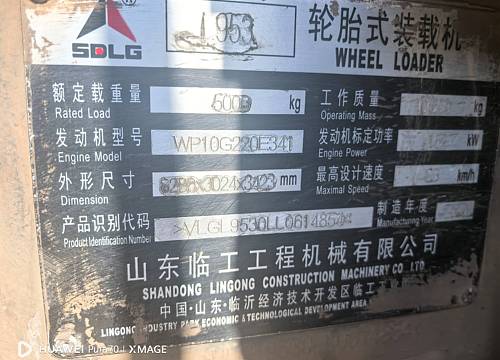 SDLG
L953
轮胎式装载机
WHEEL LOADER
额定载重量 5000 kg 工作质量 kg
Rated Load Operating Mass
发动机型号 WP10G220E341 发动机标定功率 kW
Engine Model Engine Power
外形尺寸 mm 最高设计速度 km/h
Dimension Maximal Speed
产品识别代码 制造年度
Product Identification Number Manufacturing Year
山东临工工程机械有限公司
SHANDONG LINGONG CONSTRUCTION MACHINERY CO LTD
中国·山东·临沂经济技术开发区临工工
LINGONG INDUSTRY PARK ECONOMIC & TECHNOLOGICAL DEVELOPMENT AREA
HUAWEI Pura70 | XMAGE